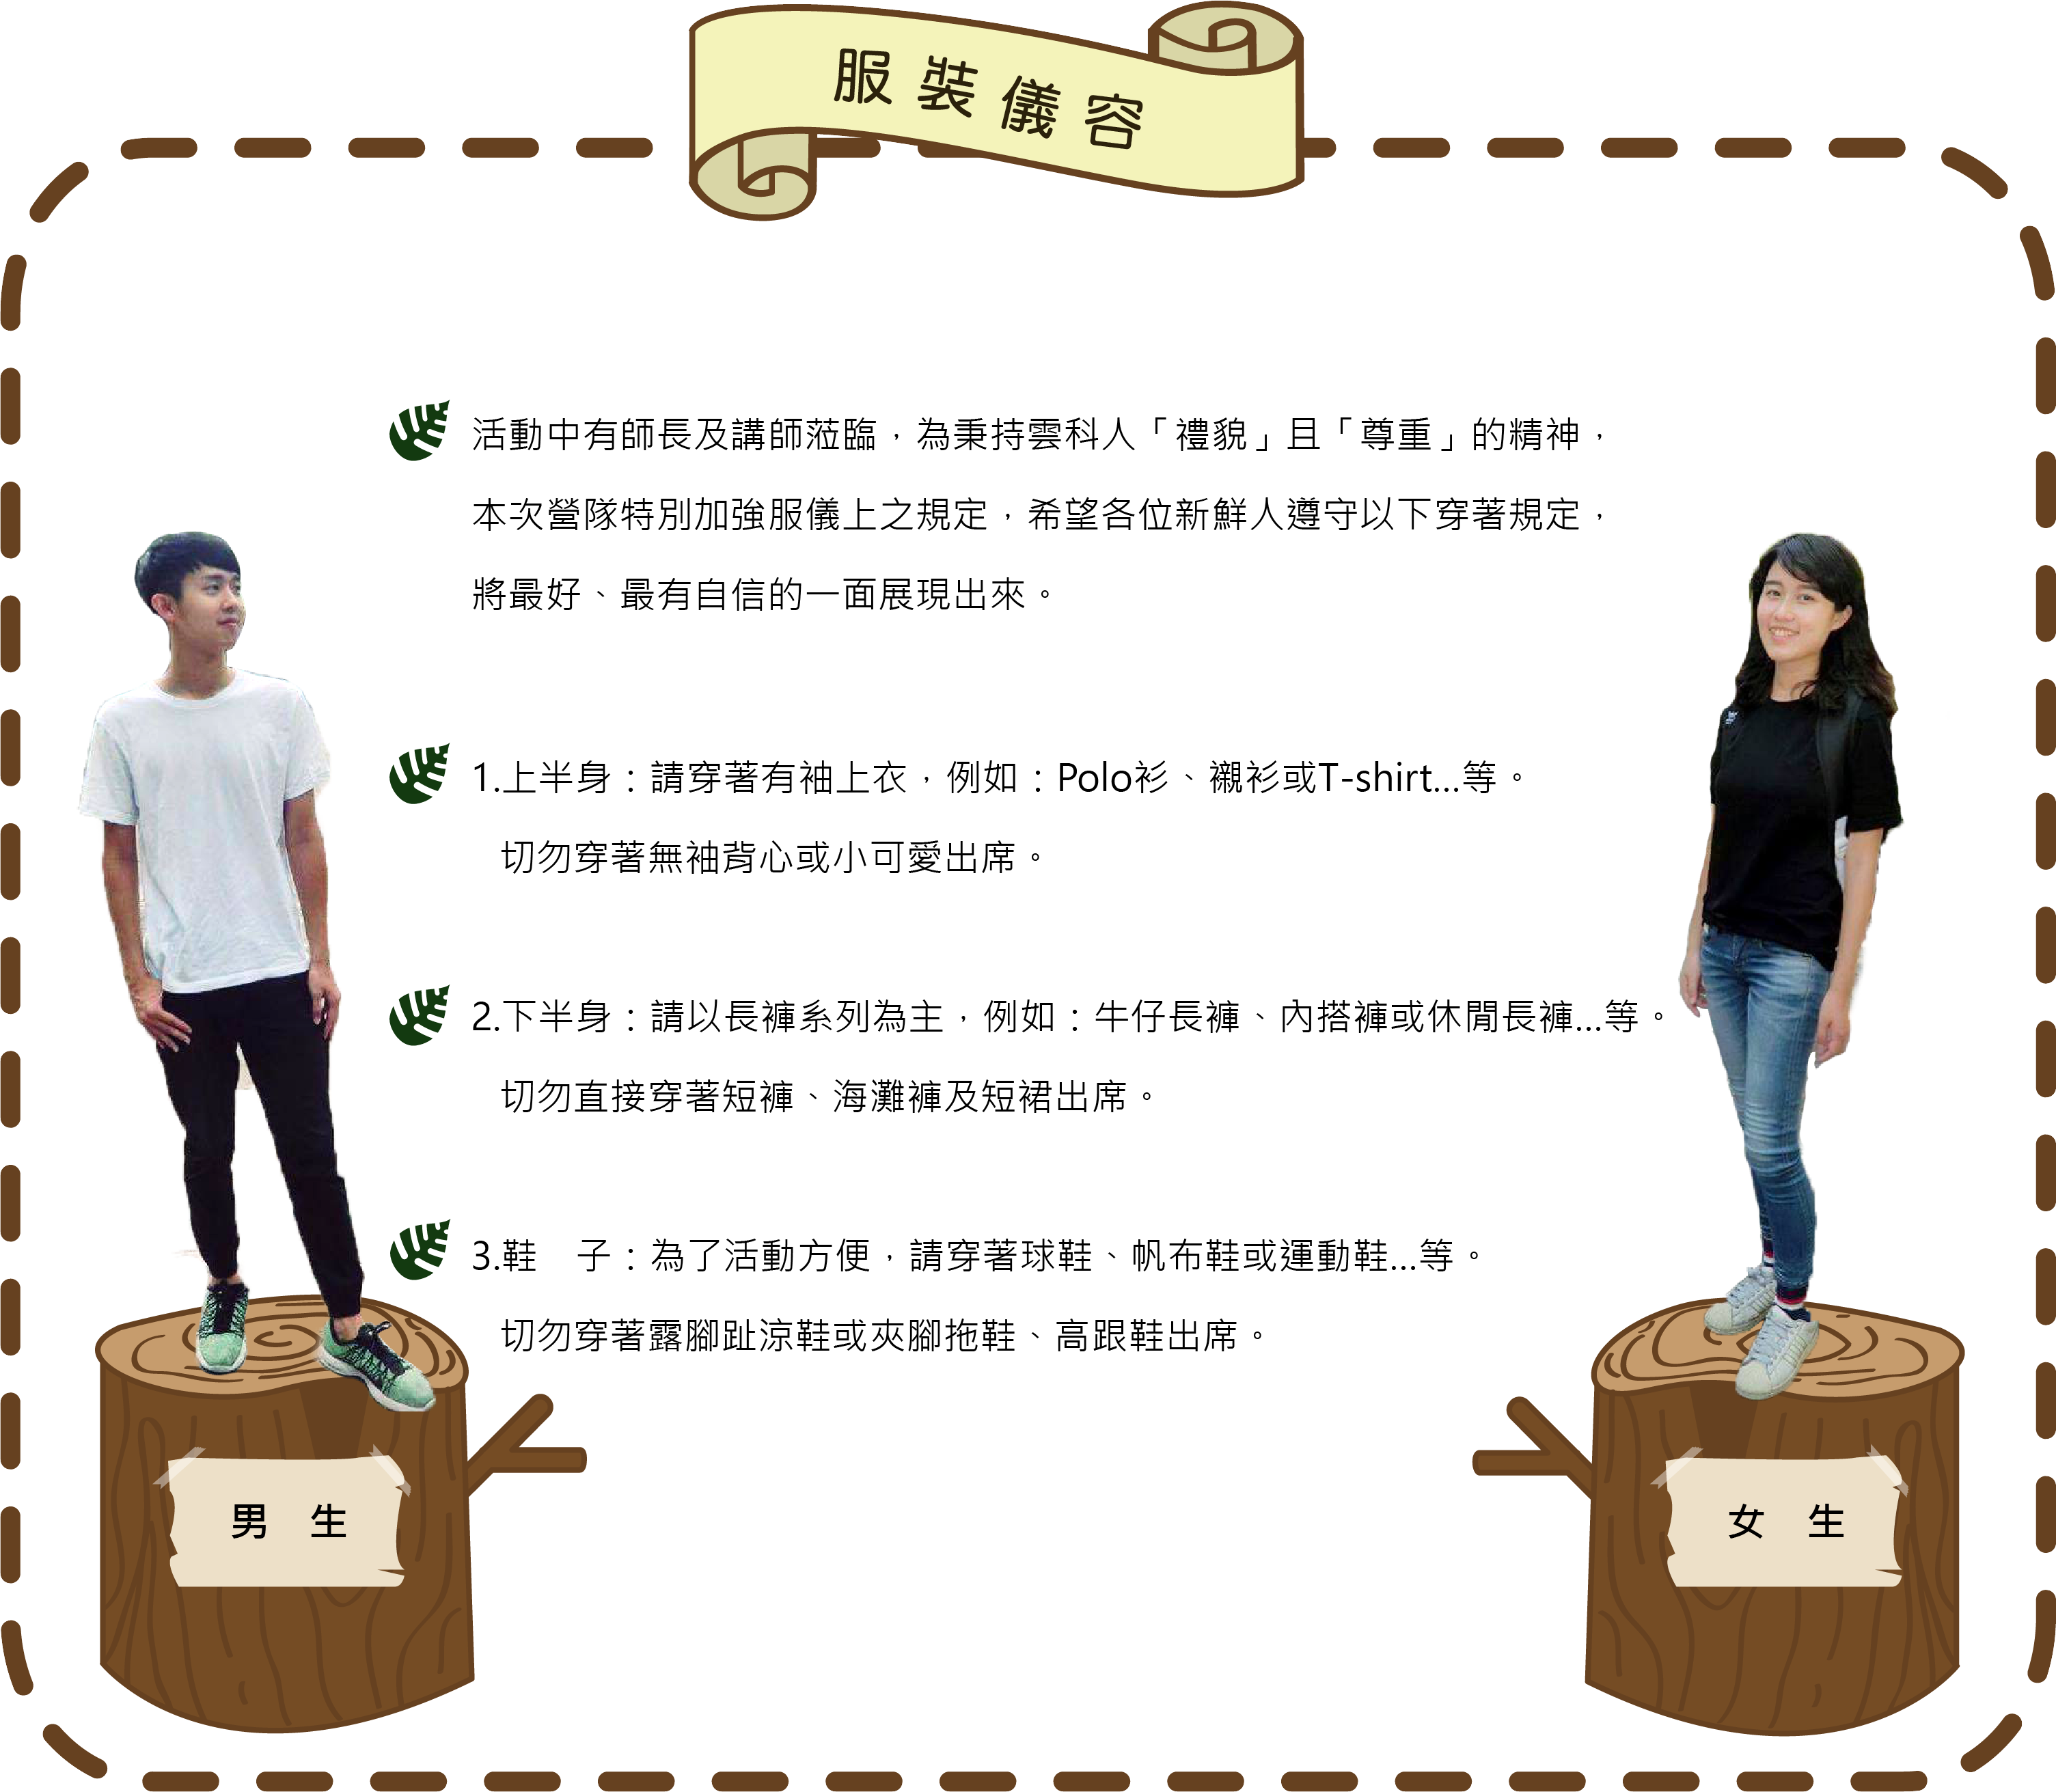 服裝儀容
活動中有師長及講師蒞臨，為秉持雲科人「禮貌」且「尊重」的精神，
本次營隊特別加強服儀上之規定，希望各位新鮮人遵守以下穿著規定，
將最好、最有自信的一面展現出來。
1.上半身：請穿著有袖上衣，例如：Polo衫、襯衫或T-shirt...等。
切勿穿著無袖背心或小可愛出席。
2.下半身：請以長褲系列為主，例如：牛仔長褲、內搭褲或休閒長褲...等。
切勿直接穿著短褲、海灘褲及短裙出席。
3.鞋　子：為了活動方便，請穿著球鞋、帆布鞋或運動鞋...等。
切勿穿著露腳趾涼鞋或夾腳拖鞋、高跟鞋出席。
男　生
女　生